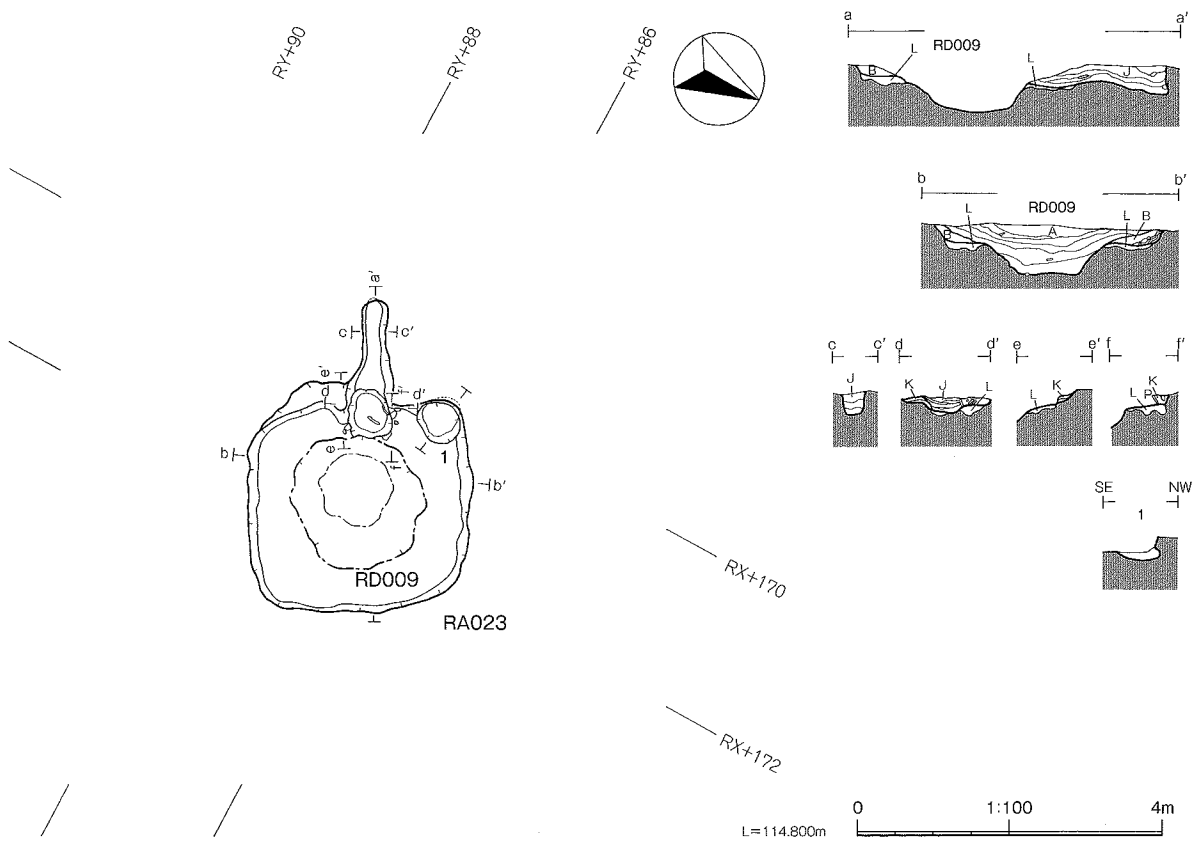 RY+90
RY+88
RY+86
a a'
RD009
L
B
L
J
b b'
RD009
L
A
L B
B
a'
c c'
e'
f'
d d'
b
e
f
1
b'
RD009
RA023
c c' d d' e e' f f'
J
K J L
L K
K
L P
SE NW
1
RX+170
RX+172
0 1:100 4m
L=114.800m